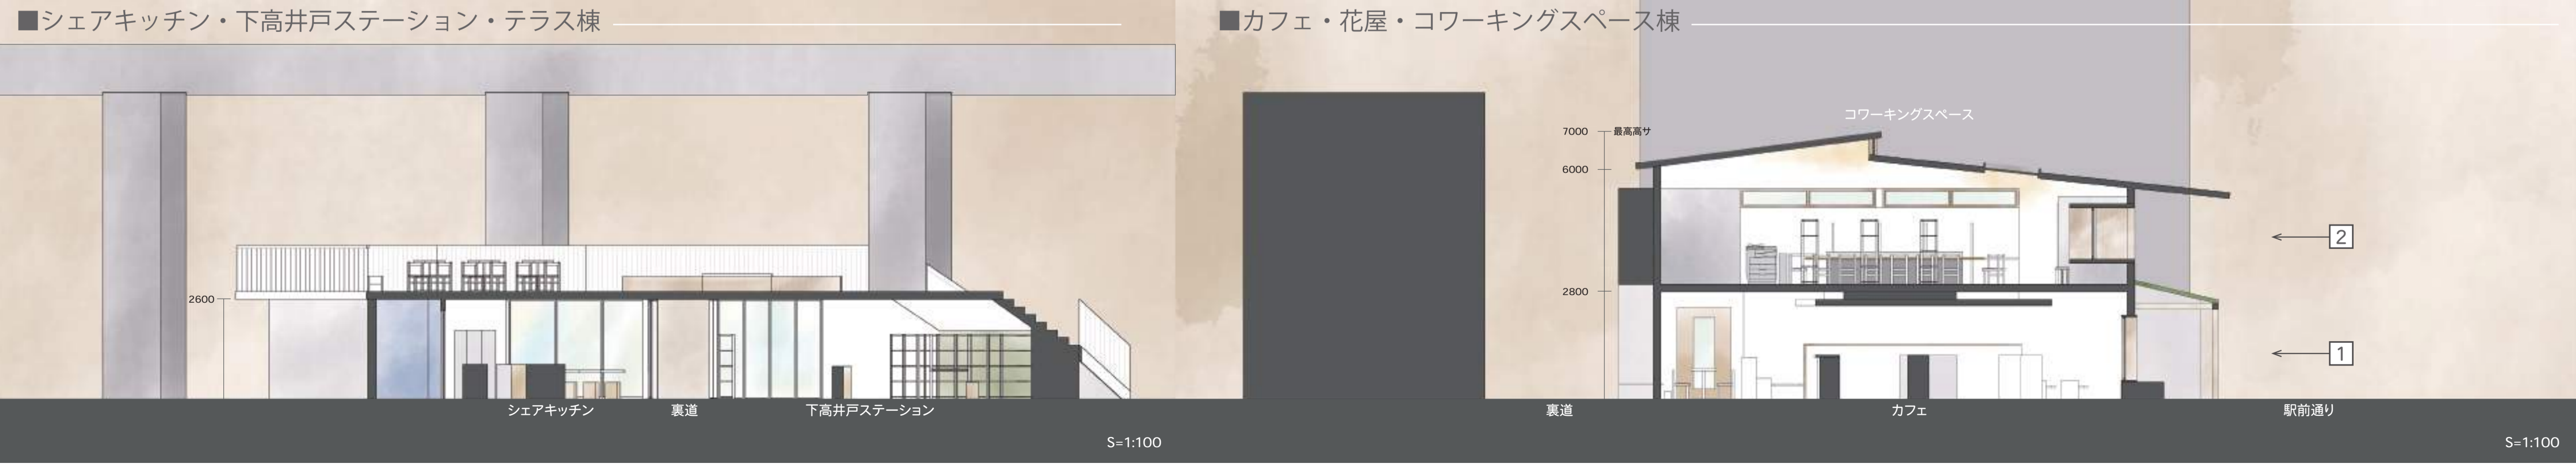 ■シェアキッチン・下高井戸ステーション・テラス棟
2600
シェアキッチン
裏道
下高井戸ステーション
S=1:100
■カフェ・花屋・コワーキングスペース棟
コワーキングスペース
7000
最高高サ
6000
2800
2
1
裏道
カフェ
駅前通り
S=1:100